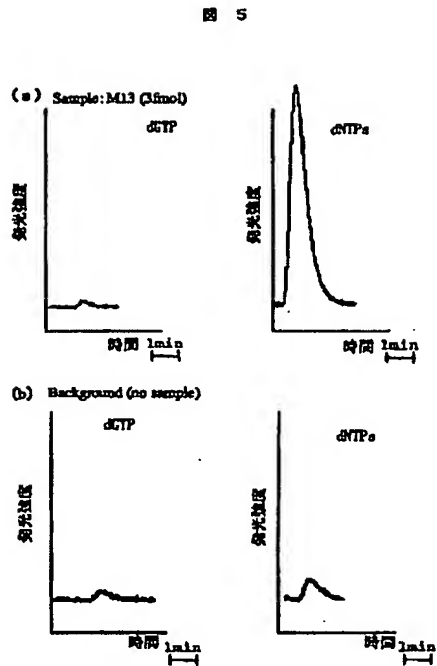 図 5
(a) Sample: M13 (3fmol)
dGTP
dNTPs
発光強度
発光強度
時間 1min
時間 1min
(b) Background (no sample)
dGTP
dNTPs
発光強度
発光強度
時間
1min
時間
1min